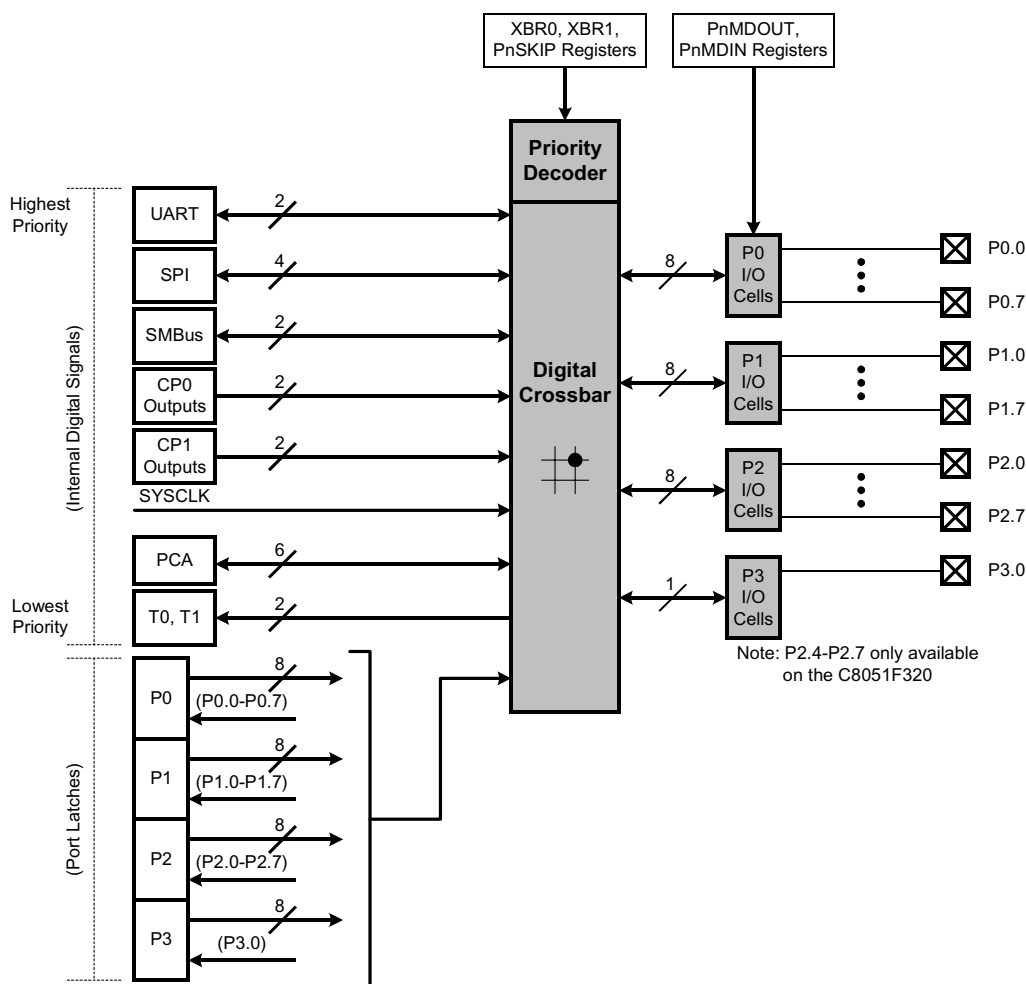 XBR0, XBR1,
PnSKIP Registers
PnMDOUT,
PnMDIN Registers
Priority
Decoder
Highest
Priority
(Internal Digital Signals)
UART
2
SPI
4
SMBus
2
CP0
Outputs
2
CP1
Outputs
2
SYSCLK
PCA
6
Lowest
Priority
T0, T1
2
Digital
Crossbar
8
P0
I/O
Cells
P0.0
P0.7
8
P1
I/O
Cells
P1.0
P1.7
8
P2
I/O
Cells
P2.0
P2.7
1
P3
I/O
Cells
P3.0
Note: P2.4-P2.7 only available
on the C8051F320
(Port Latches)
P0
8
(P0.0-P0.7)
P1
8
(P1.0-P1.7)
P2
8
(P2.0-P2.7)
P3
8
(P3.0)